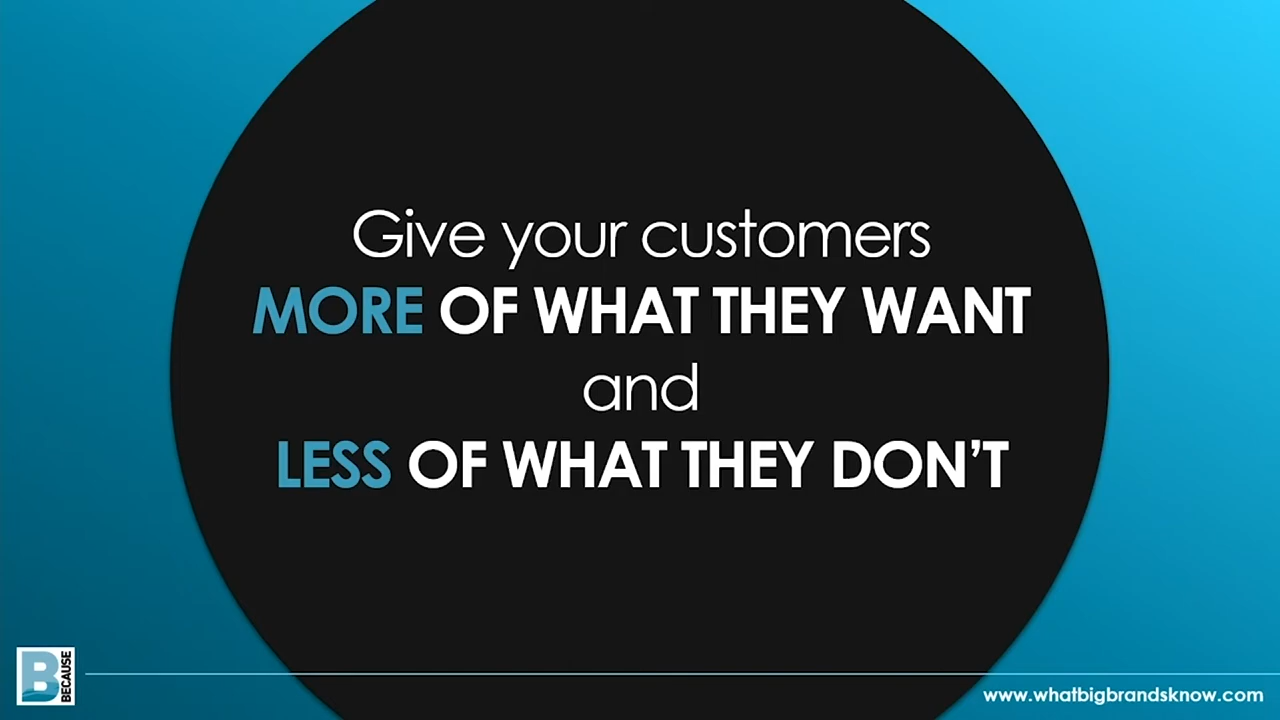 Give your customers
MORE OF WHAT THEY WANT
and
LESS OF WHAT THEY DON’T
B BECAUSE
www.whatbigbrandsknow.com